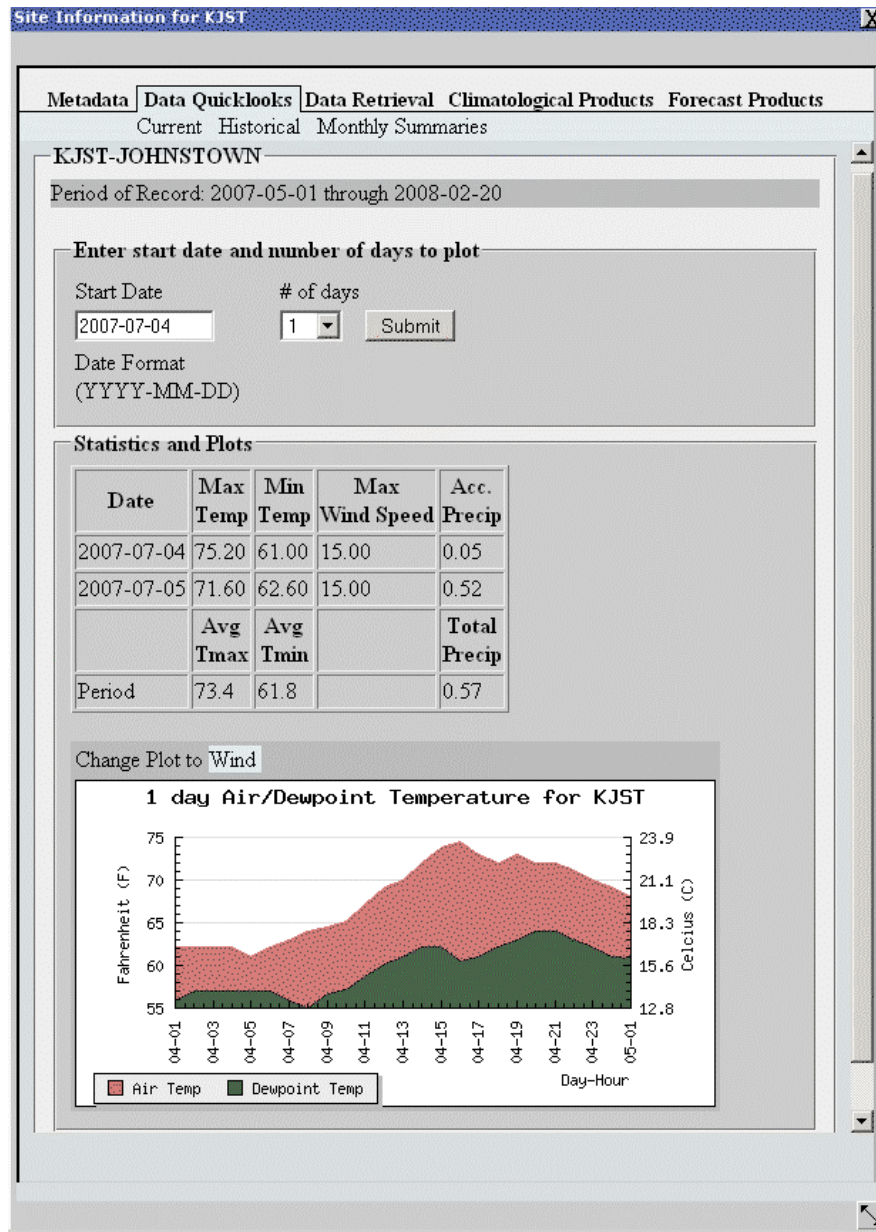 Site Information for KJST
X
Metadata Data Quicklooks Data Retrieval Climatological Products Forecast Products
Current Historical Monthly Summaries
KJST-JOHNSTOWN
Period of Record: 2007-05-01 through 2008-02-20
Enter start date and number of days to plot
Start Date # of days
2007-07-04 1 Submit
Date Format
(YYYY-MM-DD)
Statistics and Plots
Date Max Temp Min Temp Max Wind Speed Acc. Precip
2007-07-04 75.20 61.00 15.00 0.05
2007-07-05 71.60 62.60 15.00 0.52
Avg Tmax Avg Tmin Total Precip
Period 73.4 61.8 0.57
Change Plot to Wind
1 day Air/Dewpoint Temperature for KJST
75 23.9
70 21.1
65 18.3
60 15.6
55 12.8
Fahrenheit (F)
Celcius (C)
04-01 04-03 04-05 04-07 04-09 04-11 04-13 04-15 04-17 04-19 04-21 04-23 05-01
Day-Hour
Air Temp Dewpoint Temp